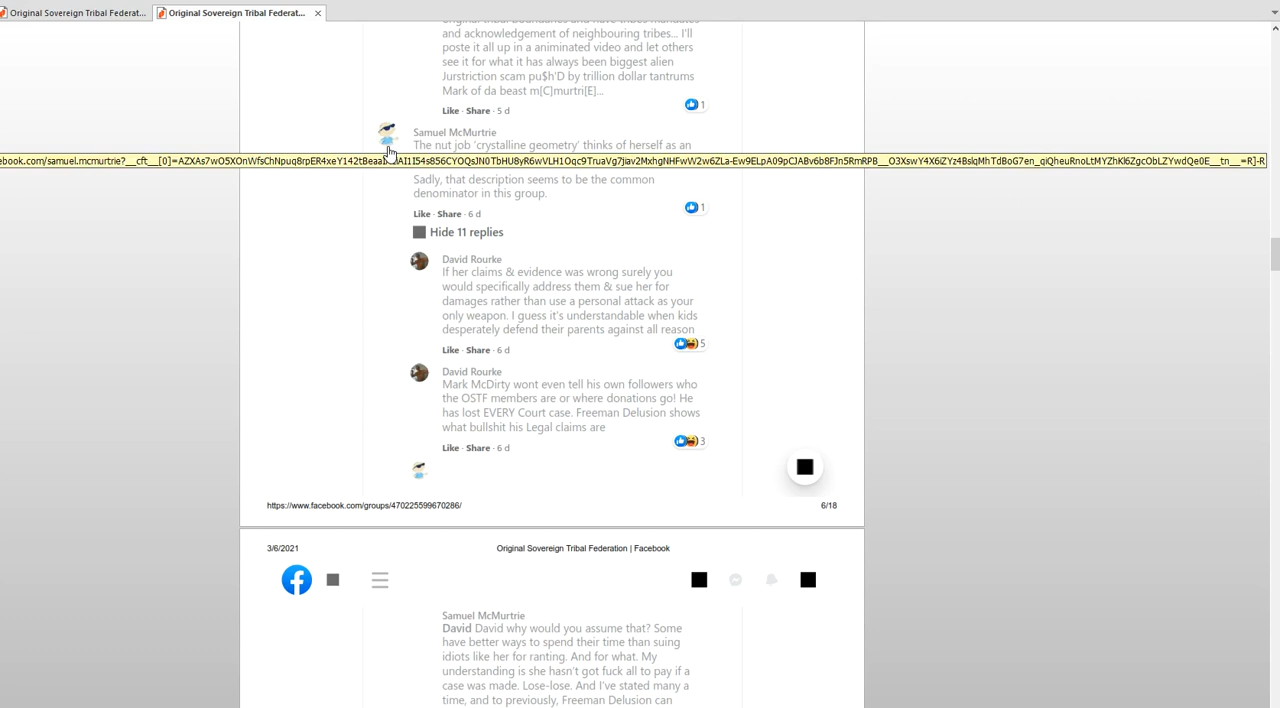 Original Sovereign Tribal Federat...
Original Sovereign Tribal Federat...
and acknowledgement of neighbouring tribes... I'll
poste it all up in a animinated video and let others
see it for what it has always been biggest alien
Jurstriction scam pu$h'D by trillion dollar tantrums
Mark of da beast m[C]murtri[E]...
1
Like · Share · 5 d
Samuel McMurtrie
The nut job 'crystalline geometry' thinks of herself as an
Sadly, that description seems to be the common
denominator in this group.
1
Like · Share · 6 d
Hide 11 replies
David Rourke
If her claims & evidence was wrong surely you
would specifically address them & sue her for
damages rather than use a personal attack as your
only weapon. I guess it's understandable when kids
desperately defend their parents against all reason
5
Like · Share · 6 d
David Rourke
Mark McDirty wont even tell his own followers who
the OSTF members are or where donations go! He
has lost EVERY Court case. Freeman Delusion shows
what bullshit his Legal claims are
3
Like · Share · 6 d
https://www.facebook.com/groups/470225599670286/
6/18
3/6/2021
Original Sovereign Tribal Federation | Facebook
Samuel McMurtrie
David David why would you assume that? Some
have better ways to spend their time than suing
idiots like her for ranting. And for what. My
understanding is she hasn't got fuck all to pay if a
case was made. Lose-lose. And I've stated many a
time, and to previously, Freeman Delusion can